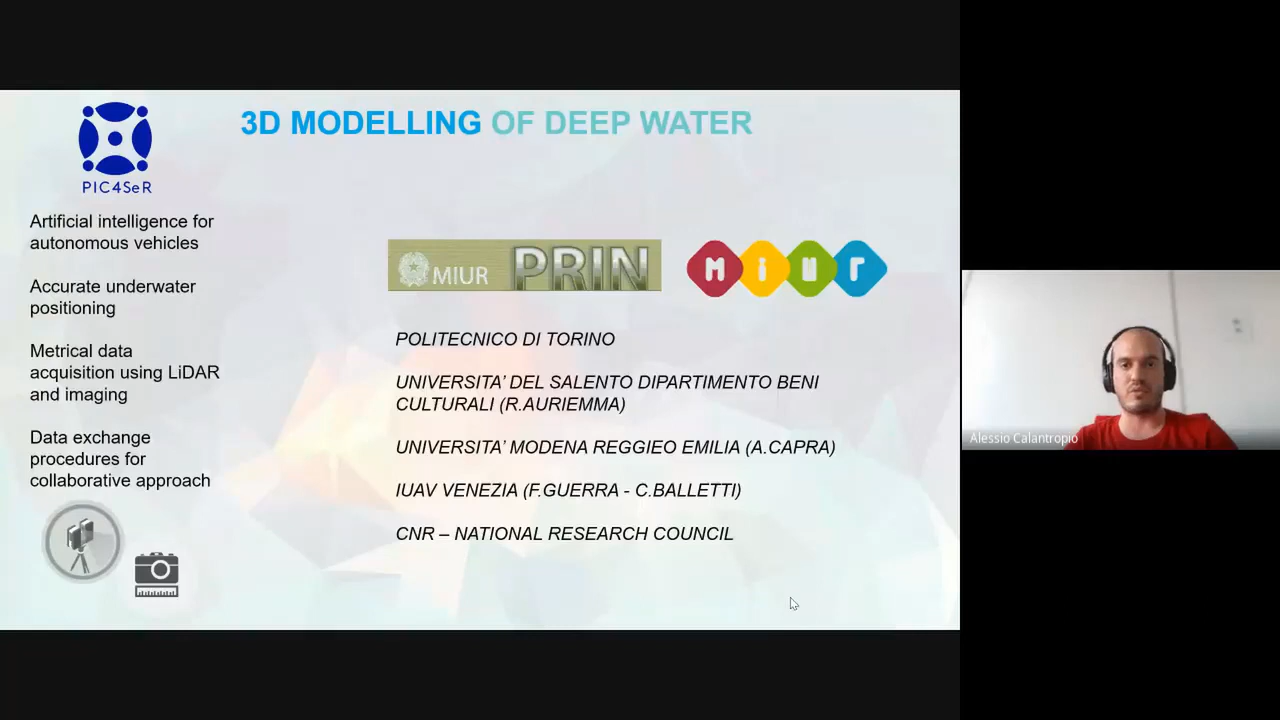 3D MODELLING OF DEEP WATER
PIC4SeR
Artificial intelligence for
autonomous vehicles
Accurate underwater
positioning
Metrical data
acquisition using LiDAR
and imaging
Data exchange
procedures for
collaborative approach
MIUR PRIN
MiUr
POLITECNICO DI TORINO
UNIVERSITA’ DEL SALENTO DIPARTIMENTO BENI
CULTURALI (R.AURIEMMA)
UNIVERSITA’ MODENA REGGIEO EMILIA (A.CAPRA)
IUAV VENEZIA (F.GUERRA - C.BALLETTI)
CNR – NATIONAL RESEARCH COUNCIL
Alessio Calantropio